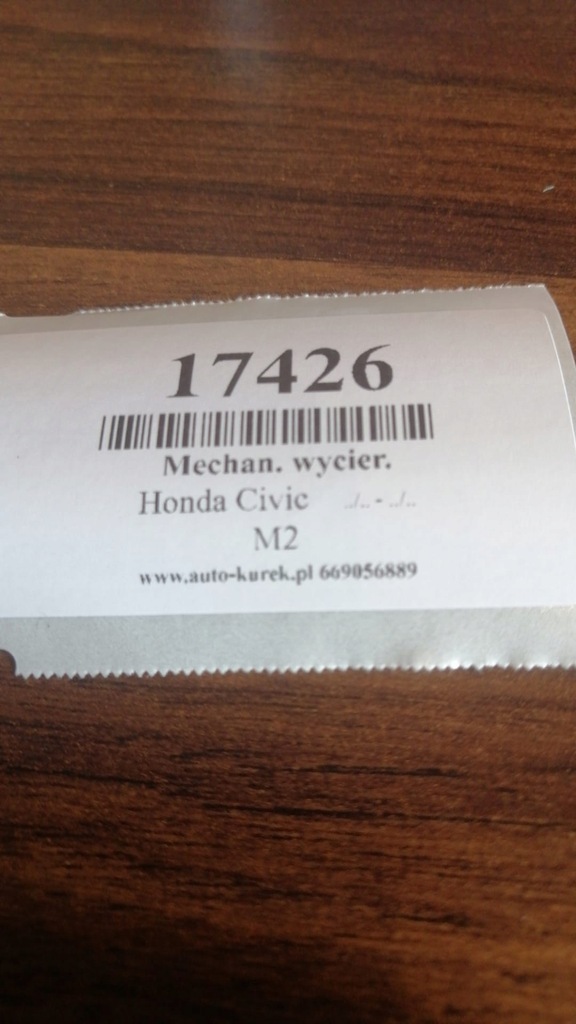 17426
Mechan. wycier.
Honda Civic ../.. - ../..
M2
www.auto-kurek.pl 669056889